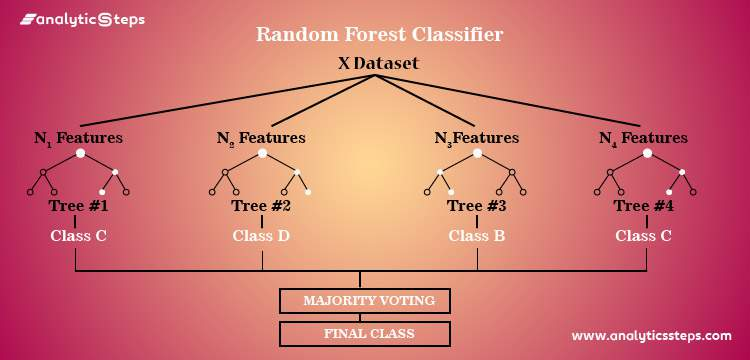 analyticSteps
Random Forest Classifier
X Dataset
N1 Features
N2 Features
N3Features
N4 Features
Tree #1
Tree #2
Tree #3
Tree #4
Class C
Class D
Class B
Class C
MAJORITY VOTING
FINAL CLASS
www.analyticssteps.com